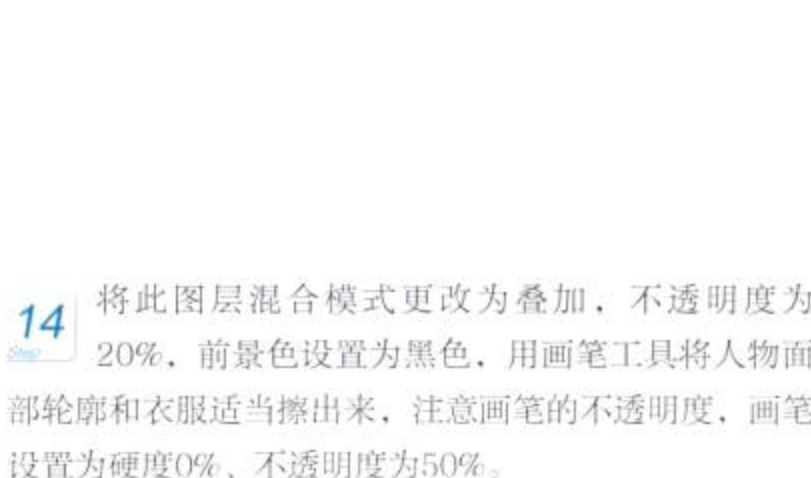 14 将此图层混合模式更改为叠加，不透明度为
Step 20%，前景色设置为黑色，用画笔工具将人物面
部轮廓和衣服适当擦出来，注意画笔的不透明度，画笔
设置为硬度0%、不透明度为50%。